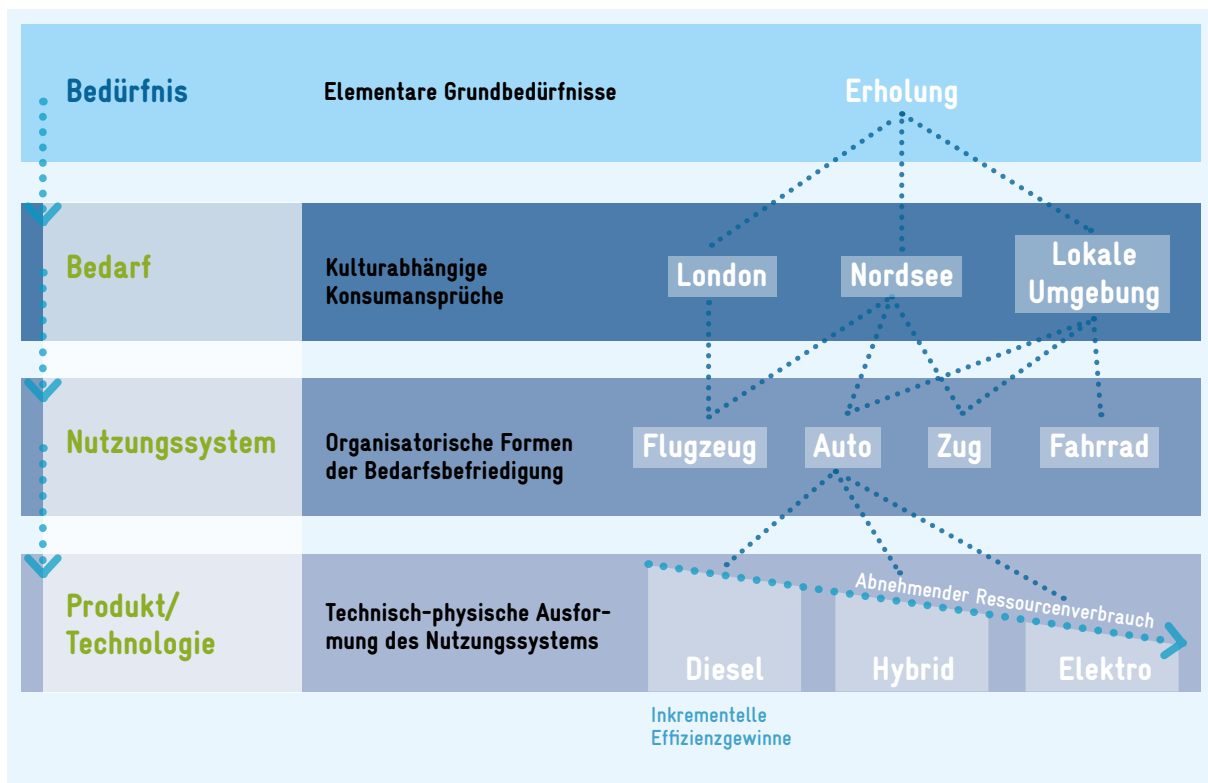 Bedürfnis
Elementare Grundbedürfnisse
Erholung
Bedarf
Kulturabhängige
Konsumansprüche
London
Nordsee
Lokale
Umgebung
Nutzungssystem
Organisatorische Formen
der Bedarfsbefriedigung
Flugzeug
Auto
Zug
Fahrrad
Produkt/
Technologie
Technisch-physische Ausfor-
mung des Nutzungssystems
Abnehmender Ressourcenverbrauch
Diesel
Hybrid
Elektro
Inkrementelle
Effizienzgewinne